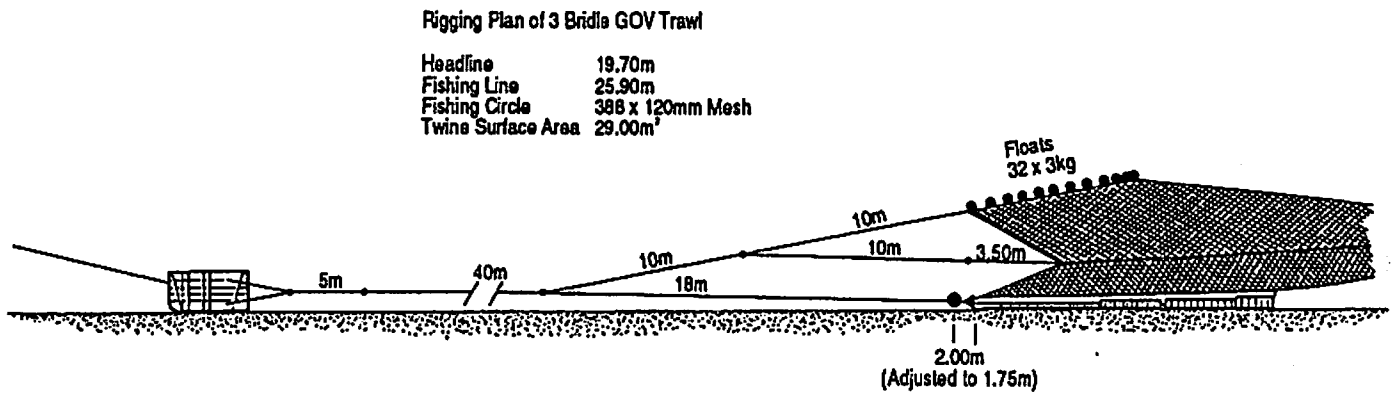 Rigging Plan of 3 Bridle GOV Trawl
Headline 19.70m
Fishing Line 25.90m
Fishing Circle 388 x 120mm Mesh
Twine Surface Area 29.00m²
Floats
32 x 3kg
10m
10m
3.50m
10m
40m
5m
18m
2.00m
(Adjusted to 1.75m)